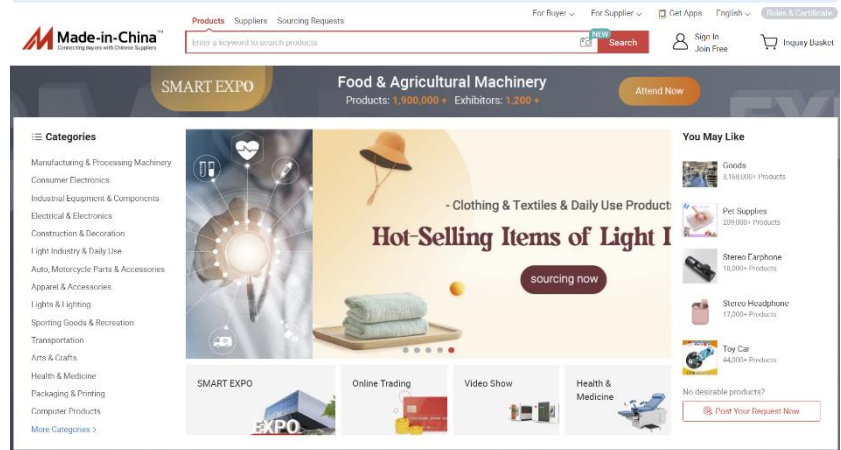 For Buyer
For Supplier
Get Apps
English
Rules & Certificate
Products
Suppliers
Sourcing Requests
Made-in-China
Connecting Buyers with Chinese Suppliers
Enter a keyword to search products
NEW
Search
Sign In
Join Free
Inquiry Basket
SMART EXPO
Food & Agricultural Machinery
Products: 1,900,000 + Exhibitors: 1,200 +
Attend Now
Categories
Manufacturing & Processing Machinery
Consumer Electronics
Industrial Equipment & Components
Electrical & Electronics
Construction & Decoration
Light Industry & Daily Use
Auto, Motorcycle Parts & Accessories
Apparel & Accessories
Lights & Lighting
Sporting Goods & Recreation
Transportation
Arts & Crafts
Health & Medicine
Packaging & Printing
Computer Products
More Categories >
- Clothing & Textiles & Daily Use Product
Hot-Selling Items of Light I
sourcing now
SMART EXPO
EXPO
Online Trading
Video Show
Health &
Medicine
You May Like
Goods
3,168,000+ Products
Pet Supplies
209,000+ Products
Stereo Earphone
18,000+ Products
Stereo Headphone
17,000+ Products
Toy Car
44,000+ Products
No desirable products?
Post Your Request Now